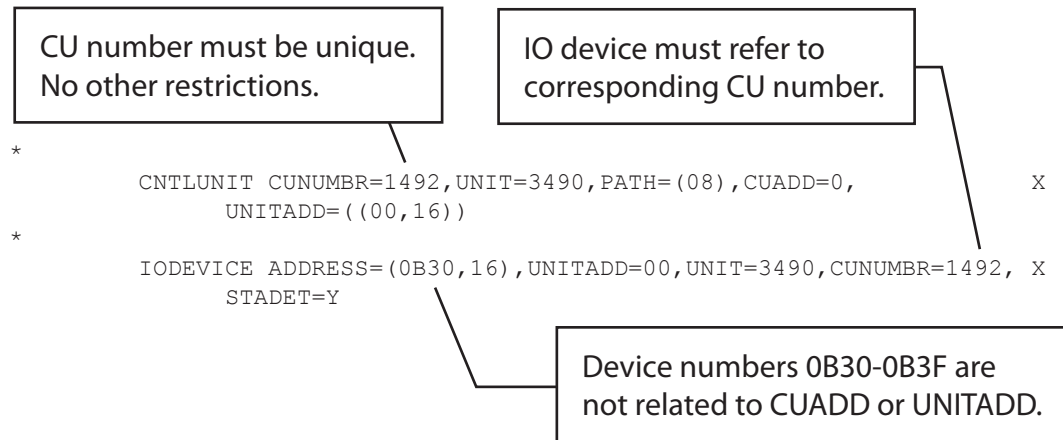 CU number must be unique.
No other restrictions.
IO device must refer to
corresponding CU number.
*
CNTLUNIT CUNUMBR=1492,UNIT=3490,PATH=(08),CUADD=0, X
UNITADD=((00,16))
*
IODEVICE ADDRESS=(0B30,16),UNITADD=00,UNIT=3490,CUNUMBR=1492, X
STADET=Y
Device numbers 0B30-0B3F are
not related to CUADD or UNITADD.